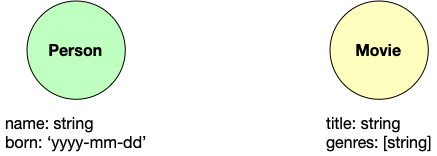 Person
Movie
name: string
born: ‘yyyy-mm-dd’
title: string
genres: [string]